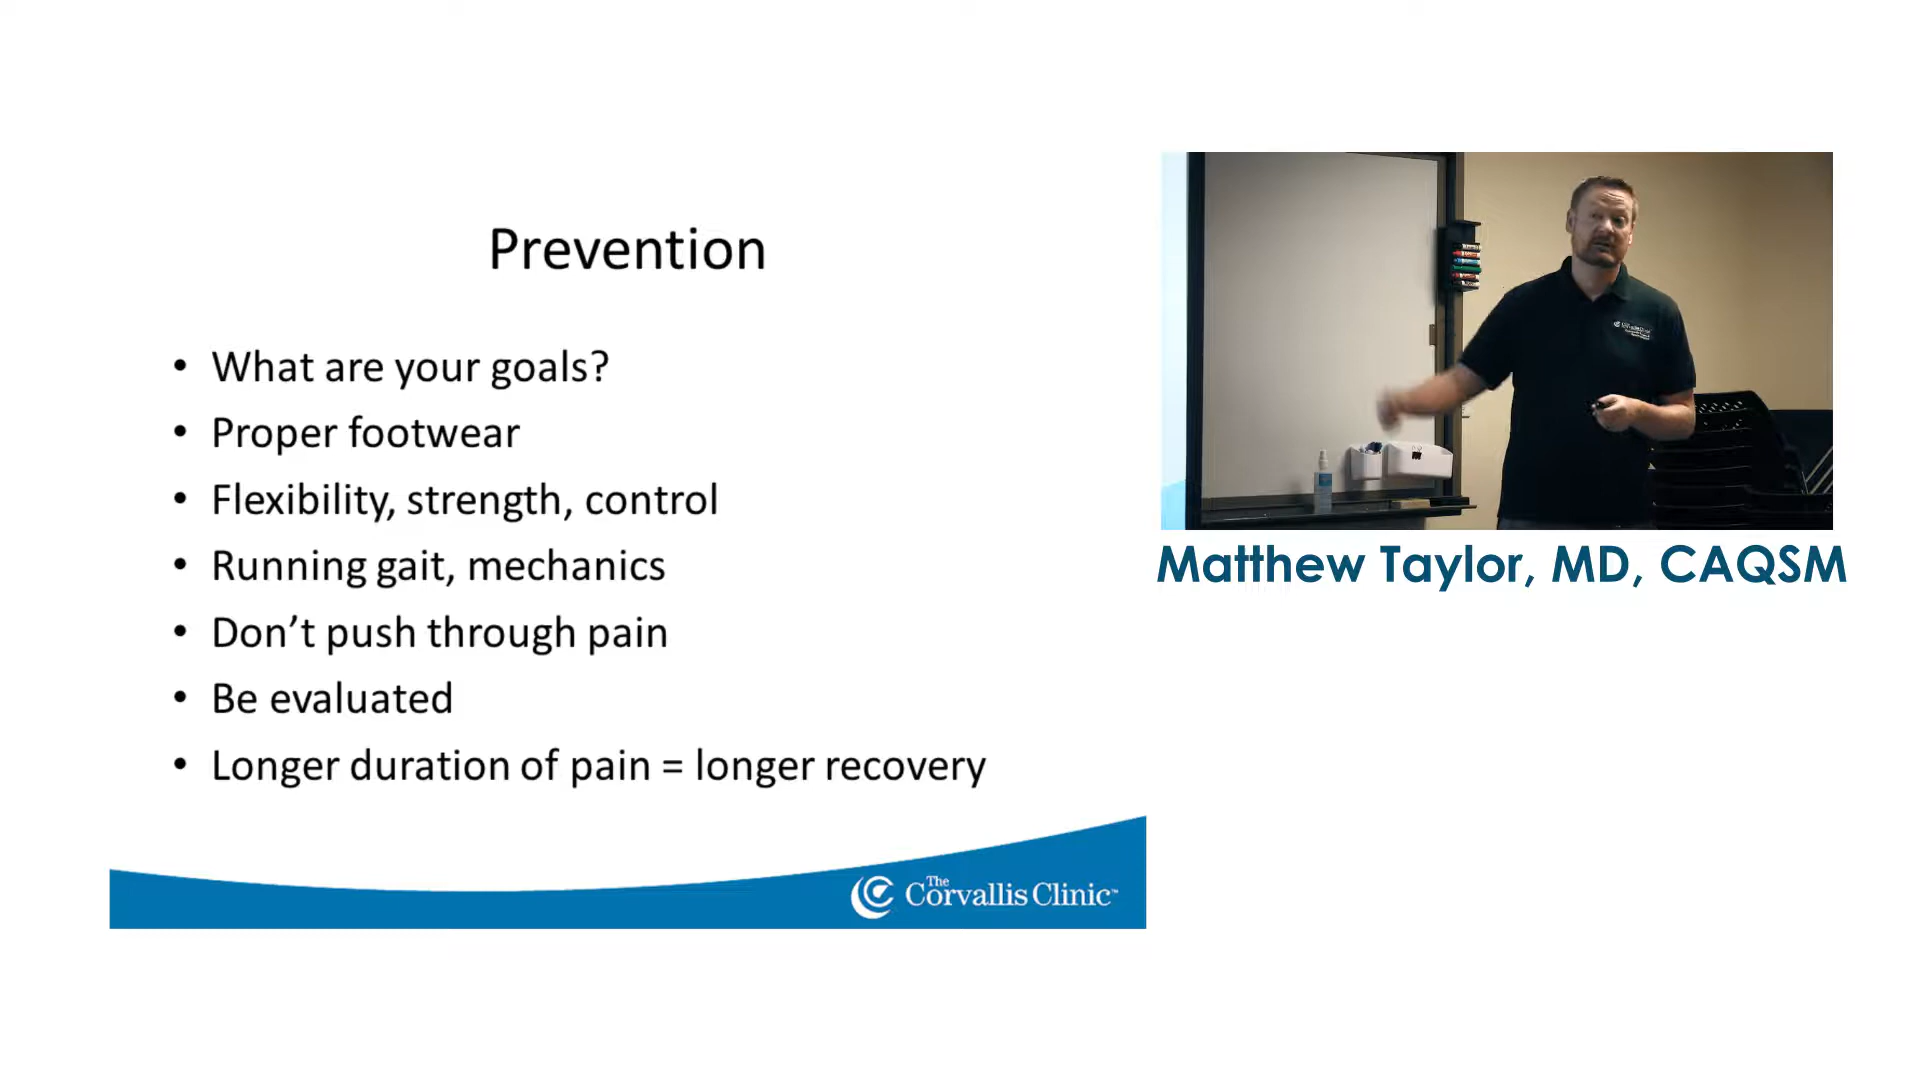 Prevention
• What are your goals?
• Proper footwear
• Flexibility, strength, control
• Running gait, mechanics
• Don’t push through pain
• Be evaluated
• Longer duration of pain = longer recovery
The
Corvallis Clinic™
Matthew Taylor, MD, CAQSM